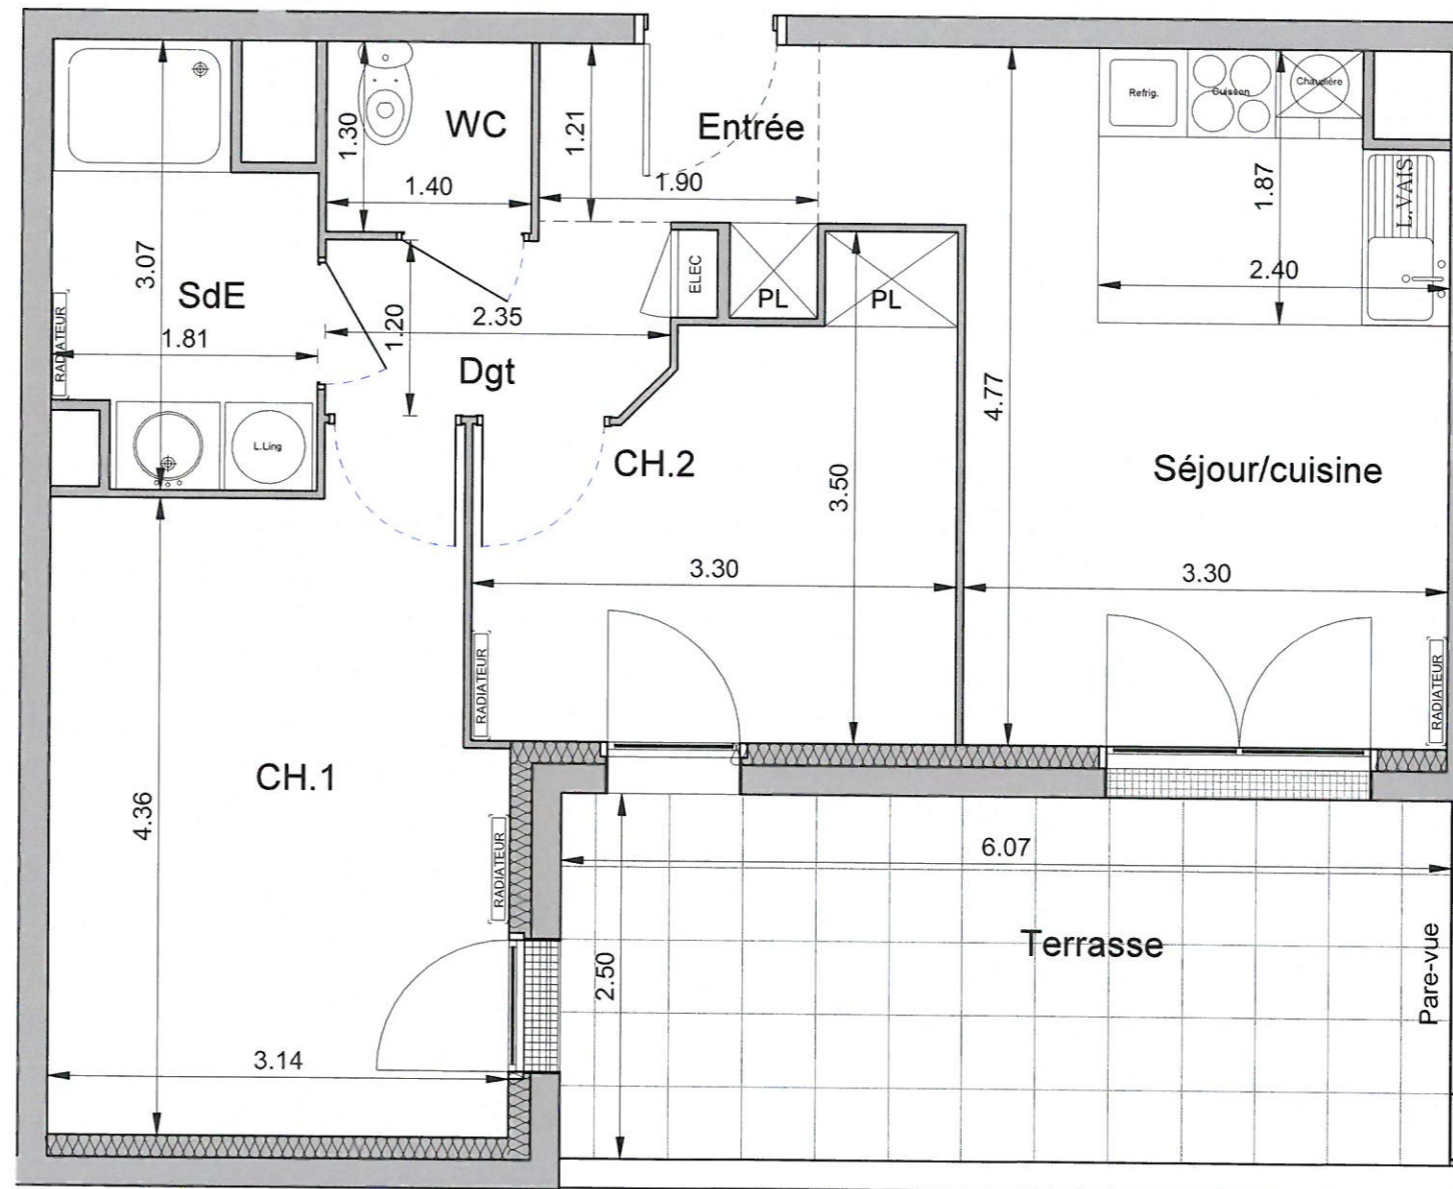 WC
1.30
1.40
1.21
Entrée
1.90
Refrig.
Cuisson
Chaudière
L.VAIS
1.87
2.40
3.07
SdE
RADIATEUR
1.81
1.20
2.35
ELEC
PL
PL
Dgt
L.Ling
CH.2
3.50
4.77
Séjour/cuisine
3.30
3.30
RADIATEUR
RADIATEUR
CH.1
4.36
RADIATEUR
3.14
6.07
2.50
Terrasse
Pare-vue